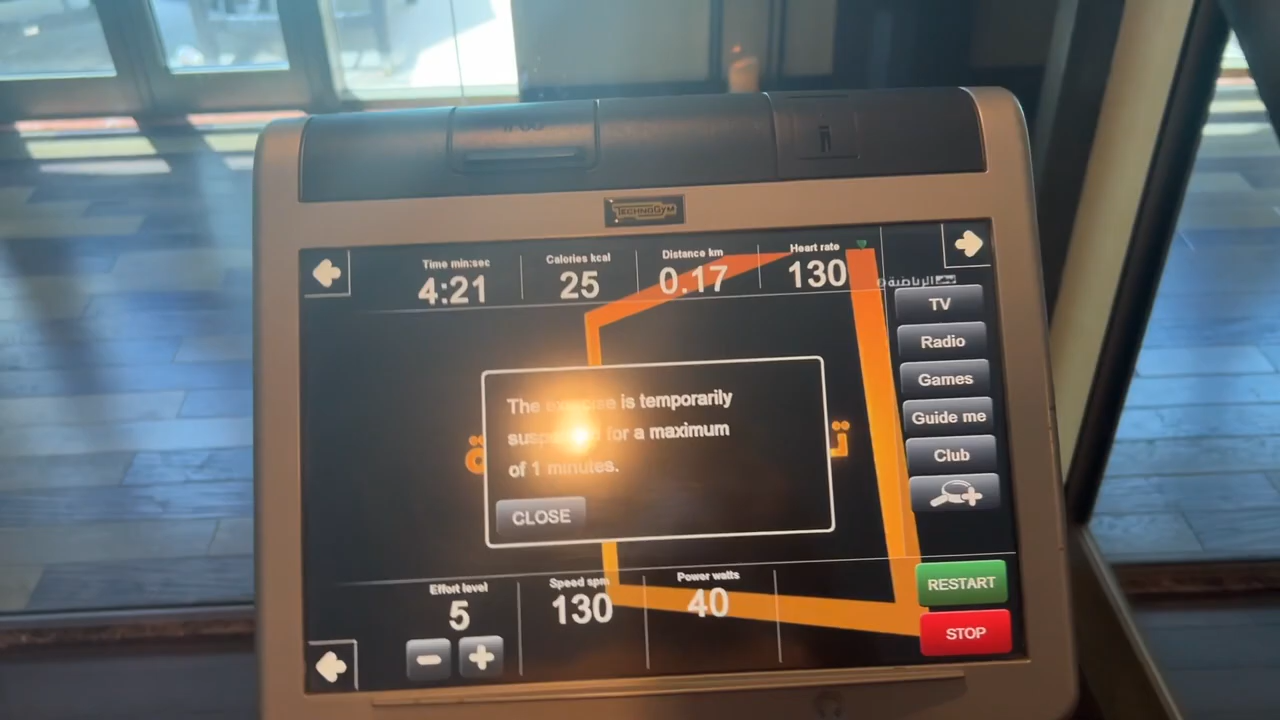 TECHNOGYM
Time min:sec
4:21
Calories kcal
25
Distance km
0.17
Heart rate
130
الرياضية
TV
Radio
Games
Guide me
Club
The exercise is temporarily
suspended for a maximum
of 1 minutes.
CLOSE
Effort level
5
Speed spm
130
Power watts
40
RESTART
STOP